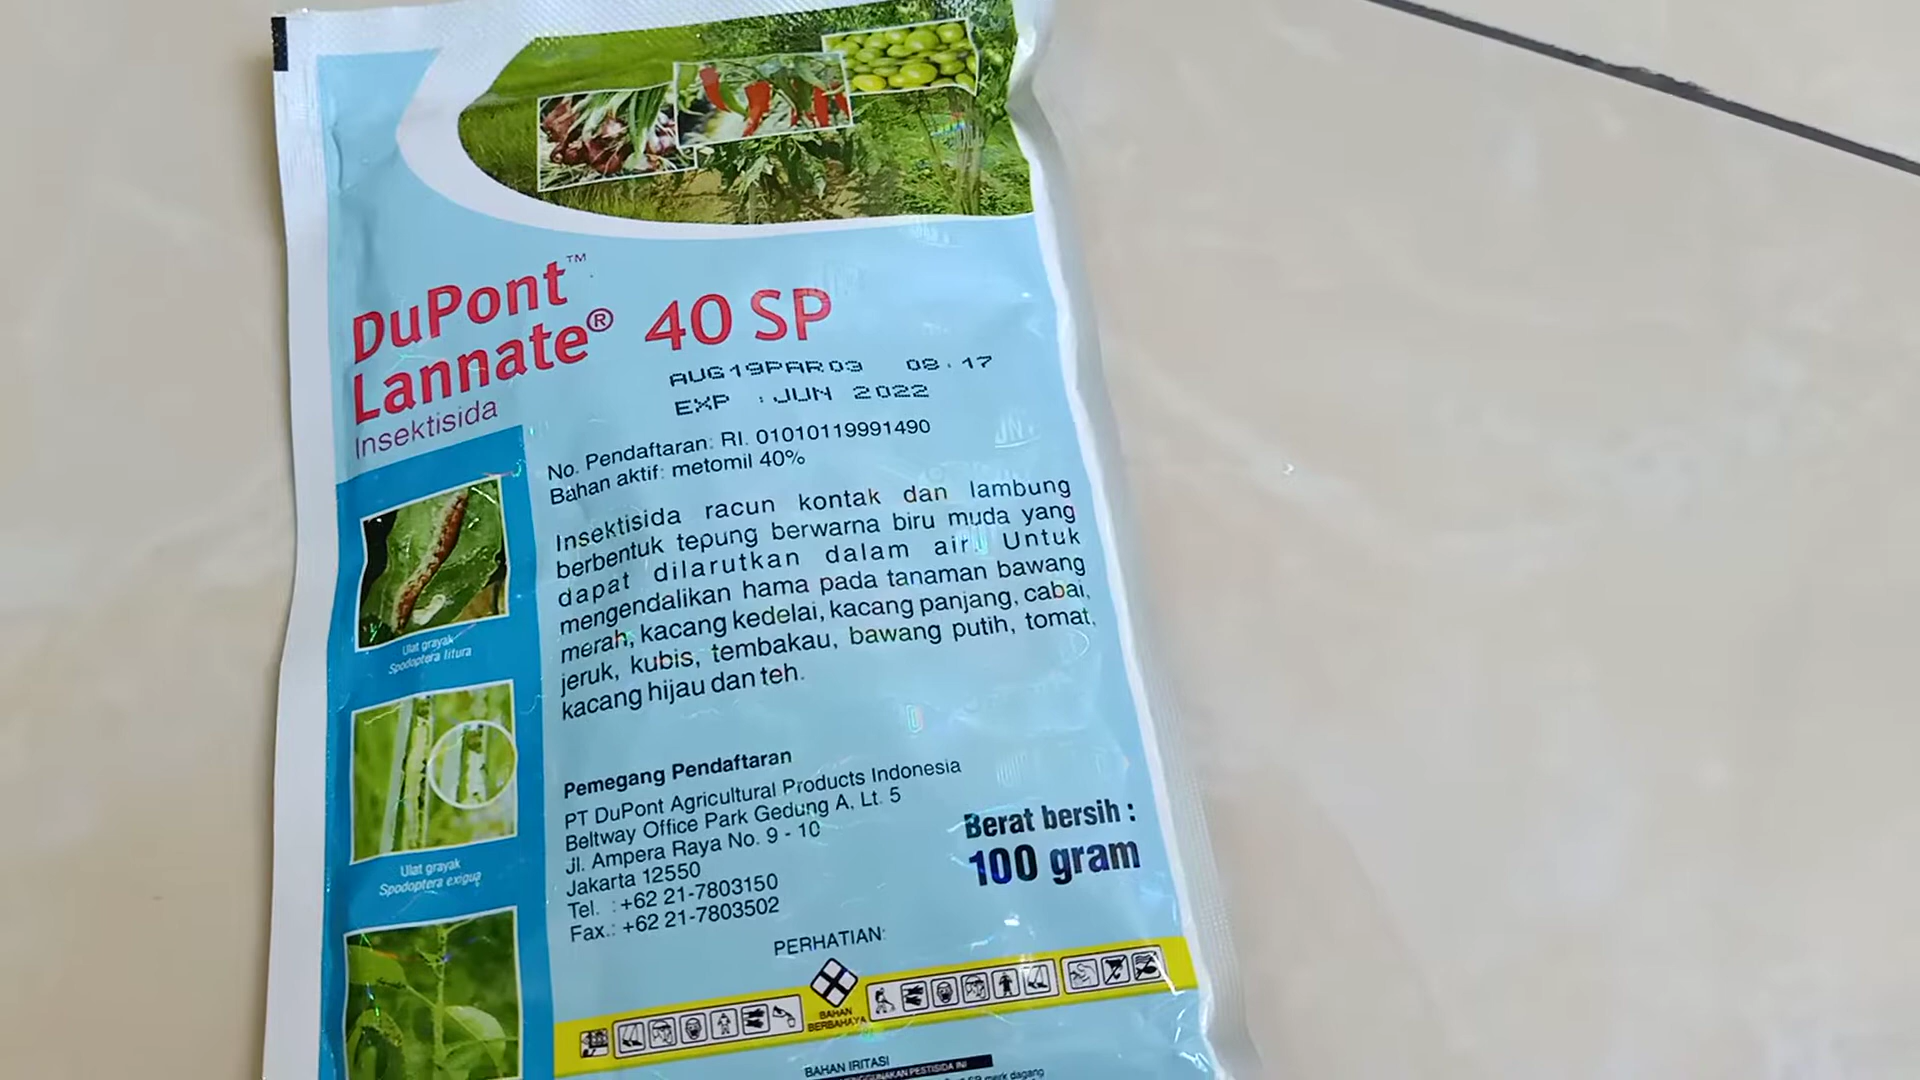 DuPont™
Lannate® 40 SP
Insektisida
AUG19PAR03 08.17
EXP : JUN 2022
No. Pendaftaran: RI. 01010119991490
Bahan aktif: metomil 40%
Insektisida racun kontak dan lambung
berbentuk tepung berwarna biru muda yang
dapat dilarutkan dalam air. Untuk
mengendalikan hama pada tanaman bawang
merah, kacang kedelai, kacang panjang, cabai,
jeruk, kubis, tembakau, bawang putih, tomat,
kacang hijau dan teh.
Ulat grayak
Spodoptera litura
Ulat grayak
Spodoptera exigua
Pemegang Pendaftaran
PT DuPont Agricultural Products Indonesia
Beltway Office Park Gedung A, Lt. 5
Jl. Ampera Raya No. 9 - 10
Jakarta 12550
Tel. : +62 21-7803150
Fax.: +62 21-7803502
Berat bersih :
100 gram
PERHATIAN:
BAHAN
BERBAHAYA
BAHAN IRITASI
PESTISIDA INI
merk dagang